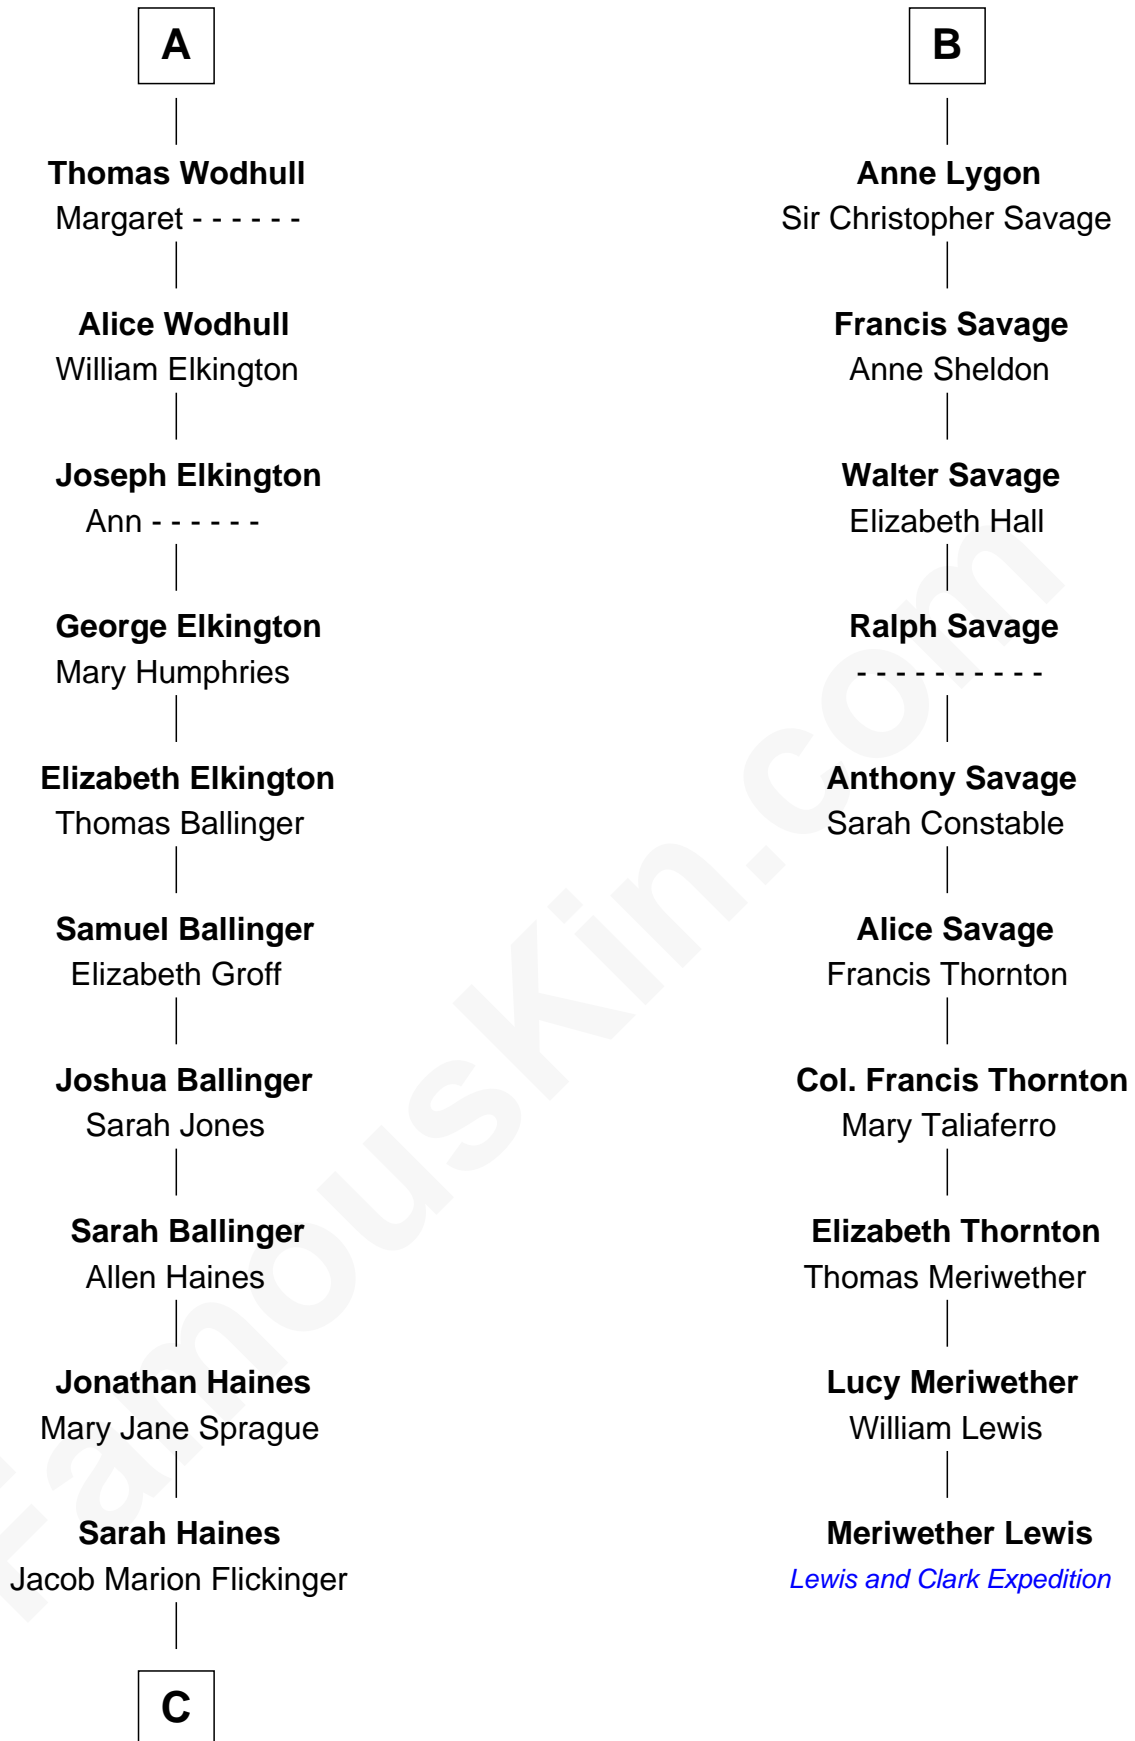 A
Thomas Wodhull
Margaret - - - - - -
Alice Wodhull
William Elkington
Joseph Elkington
Ann - - - - - -
George Elkington
Mary Humphries
Elizabeth Elkington
Thomas Ballinger
Samuel Ballinger
Elizabeth Groff
Joshua Ballinger
Sarah Jones
Sarah Ballinger
Allen Haines
Jonathan Haines
Mary Jane Sprague
Sarah Haines
Jacob Marion Flickinger
C
B
Anne Lygon
Sir Christopher Savage
Francis Savage
Anne Sheldon
Walter Savage
Elizabeth Hall
Ralph Savage
- - - - - - - - - -
Anthony Savage
Sarah Constable
Alice Savage
Francis Thornton
Col. Francis Thornton
Mary Taliaferro
Elizabeth Thornton
Thomas Meriwether
Lucy Meriwether
William Lewis
Meriwether Lewis
Lewis and Clark Expedition
FamousKin.com